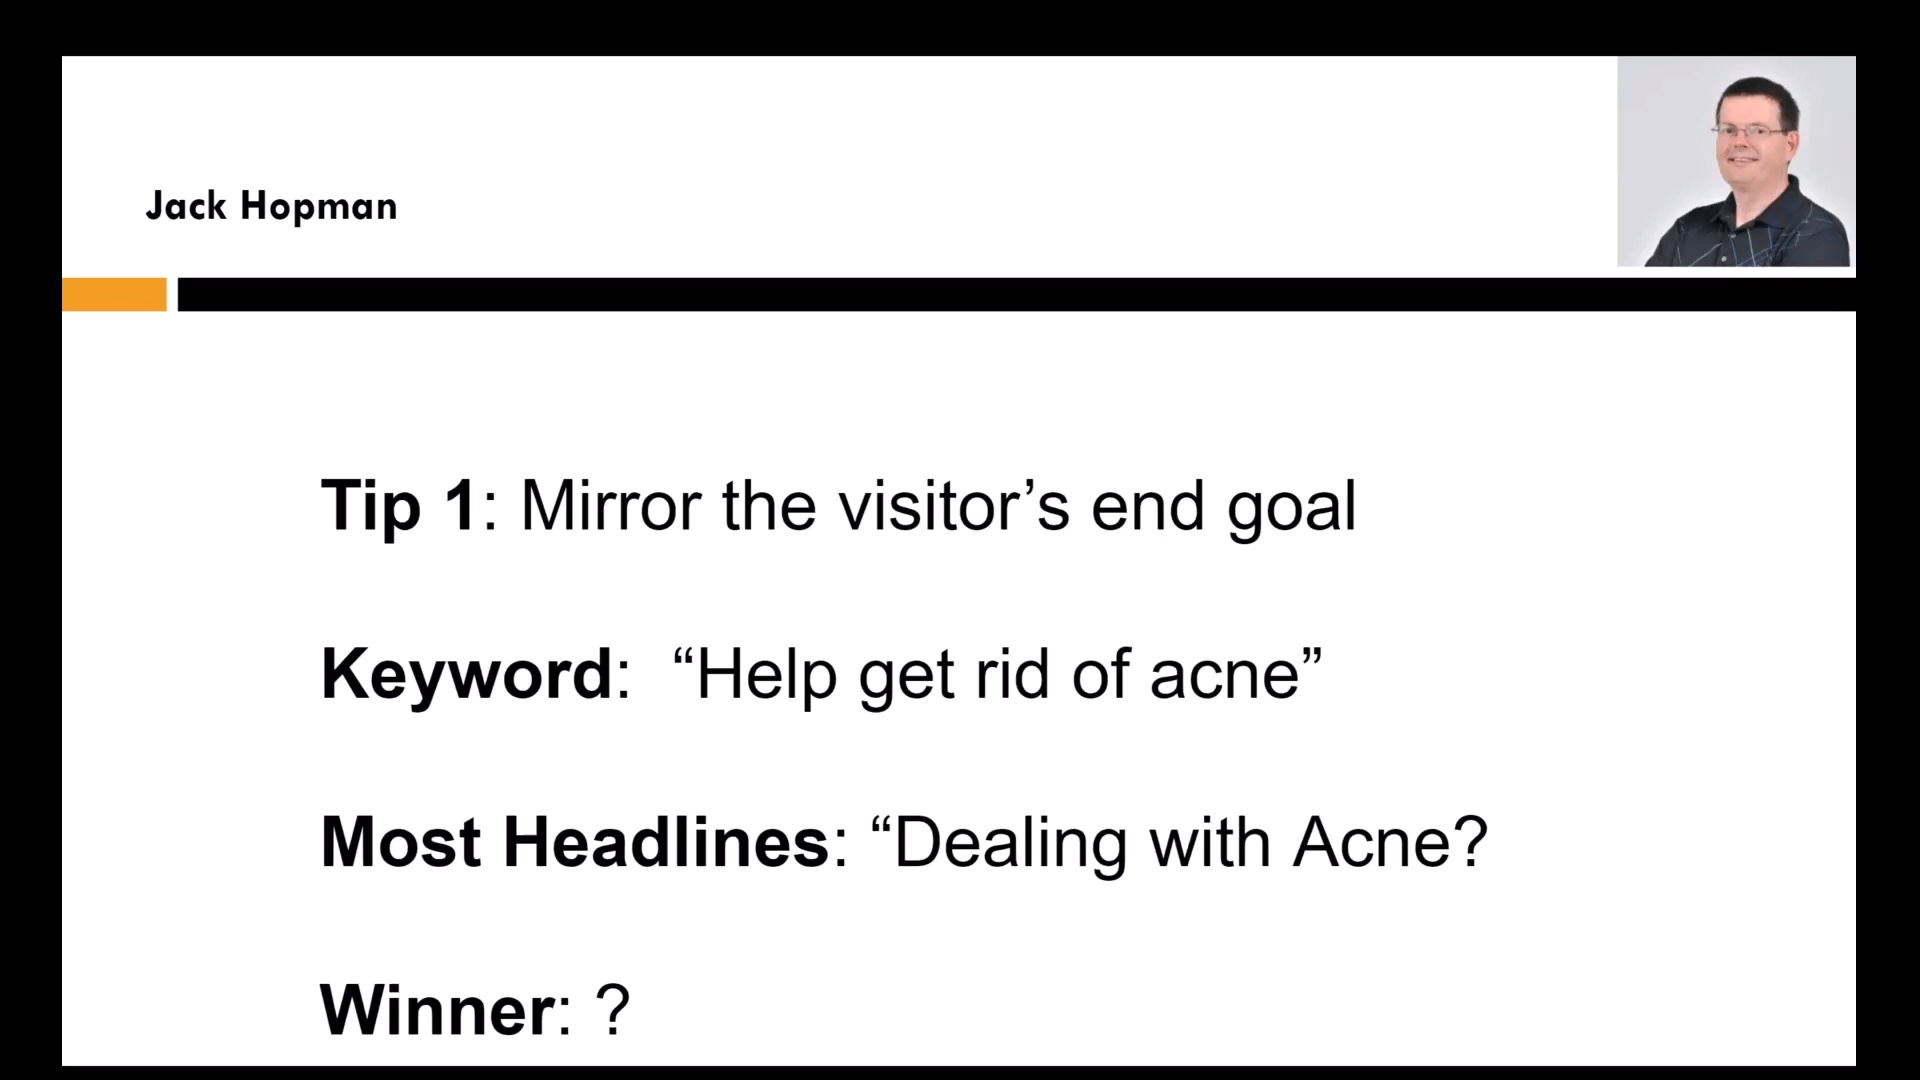 Jack Hopman
Tip 1: Mirror the visitor’s end goal
Keyword:  “Help get rid of acne”
Most Headlines: “Dealing with Acne?
Winner: ?